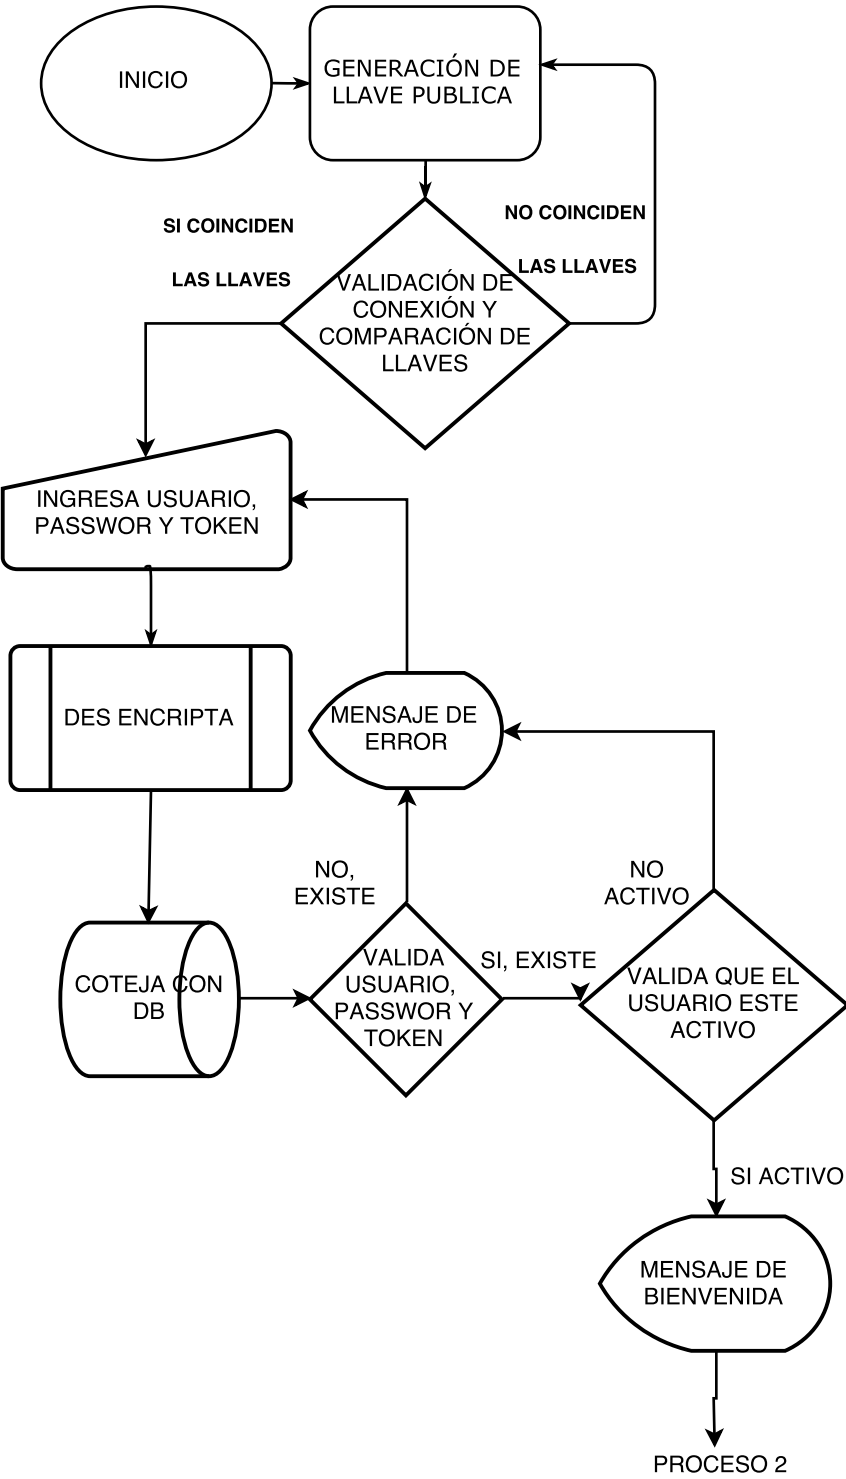 INICIO
GENERACIÓN DE
LLAVE PUBLICA
SI COINCIDEN
LAS LLAVES
NO COINCIDEN
LAS LLAVES
VALIDACIÓN DE
CONEXIÓN Y
COMPARACIÓN DE
LLAVES
INGRESA USUARIO,
PASSWOR Y TOKEN
DES ENCRIPTA
MENSAJE DE
ERROR
NO,
EXISTE
NO
ACTIVO
COTEJA CON
DB
VALIDA
USUARIO,
PASSWOR Y
TOKEN
SI, EXISTE
VALIDA QUE EL
USUARIO ESTE
ACTIVO
SI ACTIVO
MENSAJE DE
BIENVENIDA
PROCESO 2